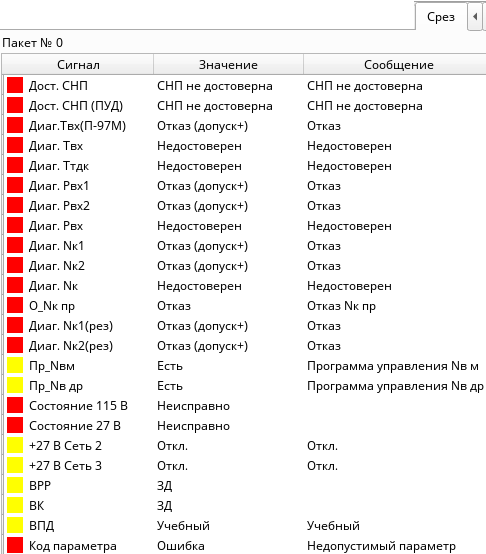 Срез
Пакет № 0
Сигнал Значение Сообщение
Дост. СНП СНП не достоверна СНП не достоверна
Дост. СНП (ПУД) СНП не достоверна СНП не достоверна
Диаг.Твх(П-97М) Отказ (допуск+) Отказ
Диаг. Твх Недостоверен Недостоверен
Диаг. Ттдк Недостоверен Недостоверен
Диаг. Рвх1 Отказ (допуск+) Отказ
Диаг. Рвх2 Отказ (допуск+) Отказ
Диаг. Рвх Недостоверен Недостоверен
Диаг. Nк1 Отказ (допуск+) Отказ
Диаг. Nк2 Отказ (допуск+) Отказ
Диаг. Nк Недостоверен Недостоверен
О_Nк пр Отказ Отказ Nк пр
Диаг. Nк1(рез) Отказ (допуск+) Отказ
Диаг. Nк2(рез) Отказ (допуск+) Отказ
Пр_Nвм Есть Программа управления Nв м
Пр_Nв др Есть Программа управления Nв др
Состояние 115 В Неисправно
Состояние 27 В Неисправно
+27 В Сеть 2 Откл. Откл.
+27 В Сеть 3 Откл. Откл.
ВРР ЗД
ВК ЗД
ВПД Учебный Учебный
Код параметра Ошибка Недопустимый параметр